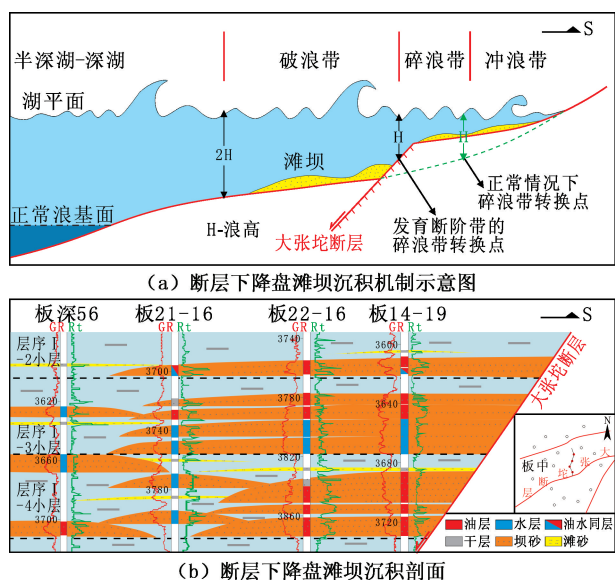 S
半深湖-深湖 破浪带 碎浪带 冲浪带
湖平面
2H H H
滩坝
正常浪基面
H-浪高
大张坨断层
发育断阶带的
碎浪带转换点
正常情况下
碎浪带转换点
(a) 断层下降盘滩坝沉积机制示意图
板深56 板21-16 板22-16 板14-19 S
GR Rt GR Rt GR Rt GR Rt
层序Ⅰ
-2小层
层序Ⅰ
-3小层
层序Ⅰ
-4小层
3620
3660
3700
3700
3740
3780
3740
3780
3820
3860
3600
3640
3680
3720
大张坨断层
N
板中
大张坨断层
油层 水层 油水同层
干层 坝砂 滩砂
(b) 断层下降盘滩坝沉积剖面